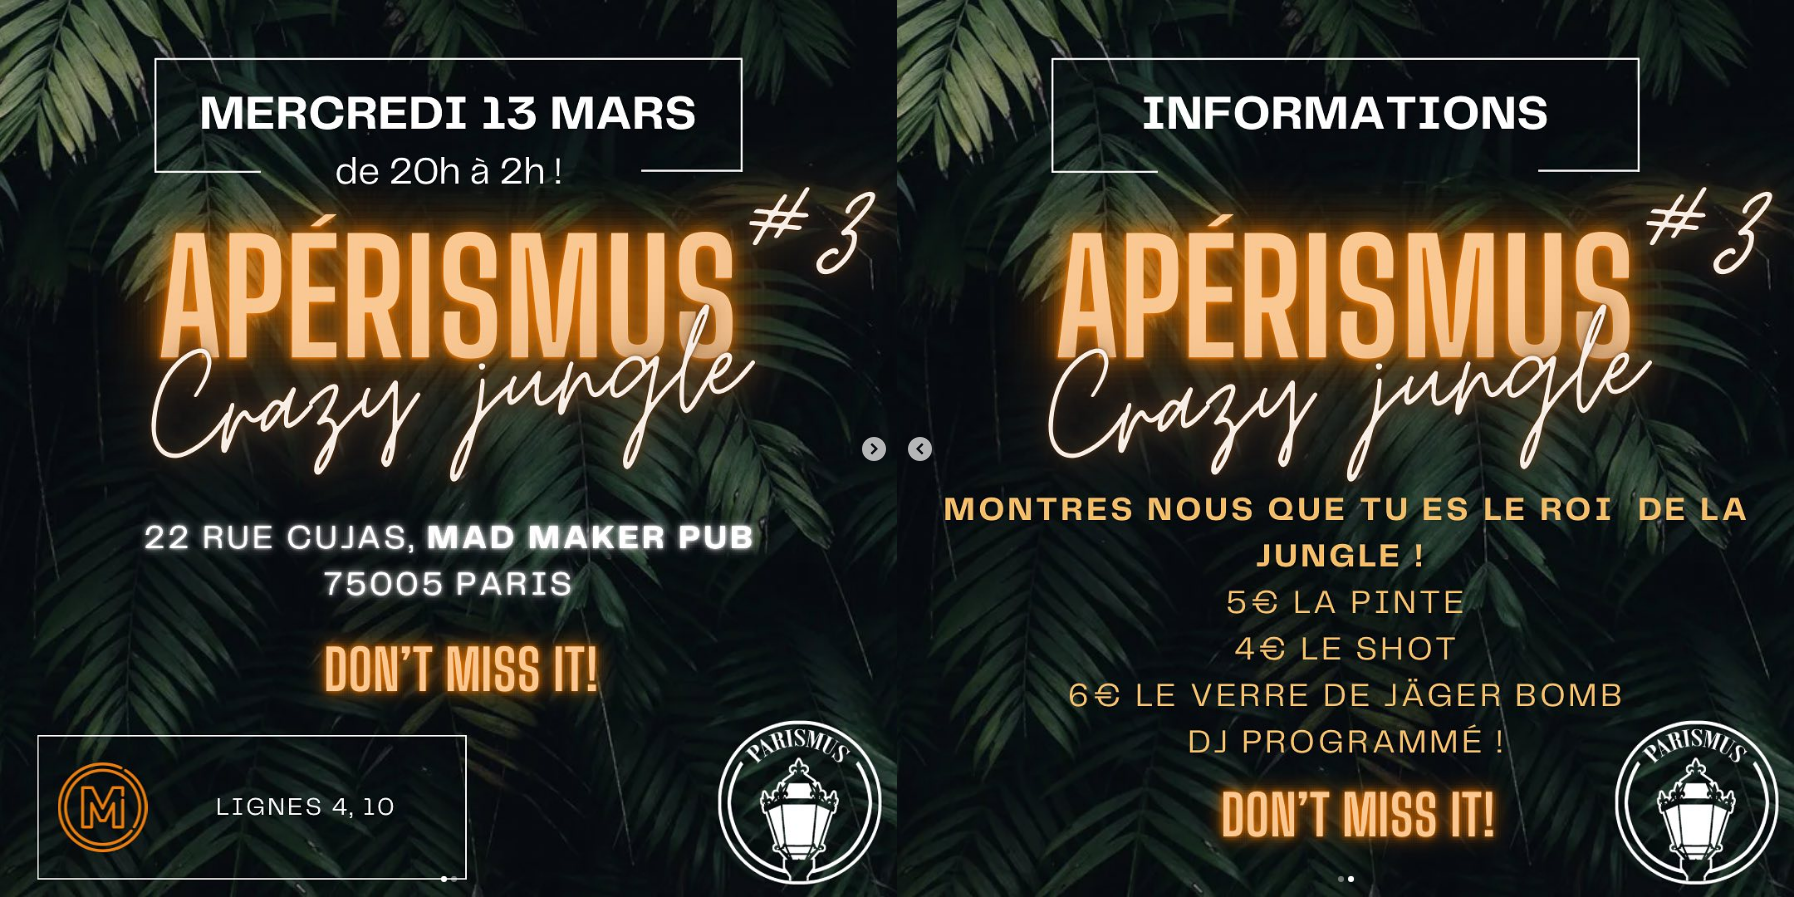 MERCREDI 13 MARS
de 20h à 2h !
APÉRISMUS #3
Crazy jungle
22 RUE CUJAS, MAD MAKER PUB
75005 PARIS
DON'T MISS IT!
M
LIGNES 4, 10
PARISMUS
INFORMATIONS
APÉRISMUS #3
Crazy jungle
MONTRES NOUS QUE TU ES LE ROI DE LA
JUNGLE !
5€ LA PINTE
4€ LE SHOT
6€ LE VERRE DE JÄGER BOMB
DJ PROGRAMMÉ !
DON'T MISS IT!
PARISMUS